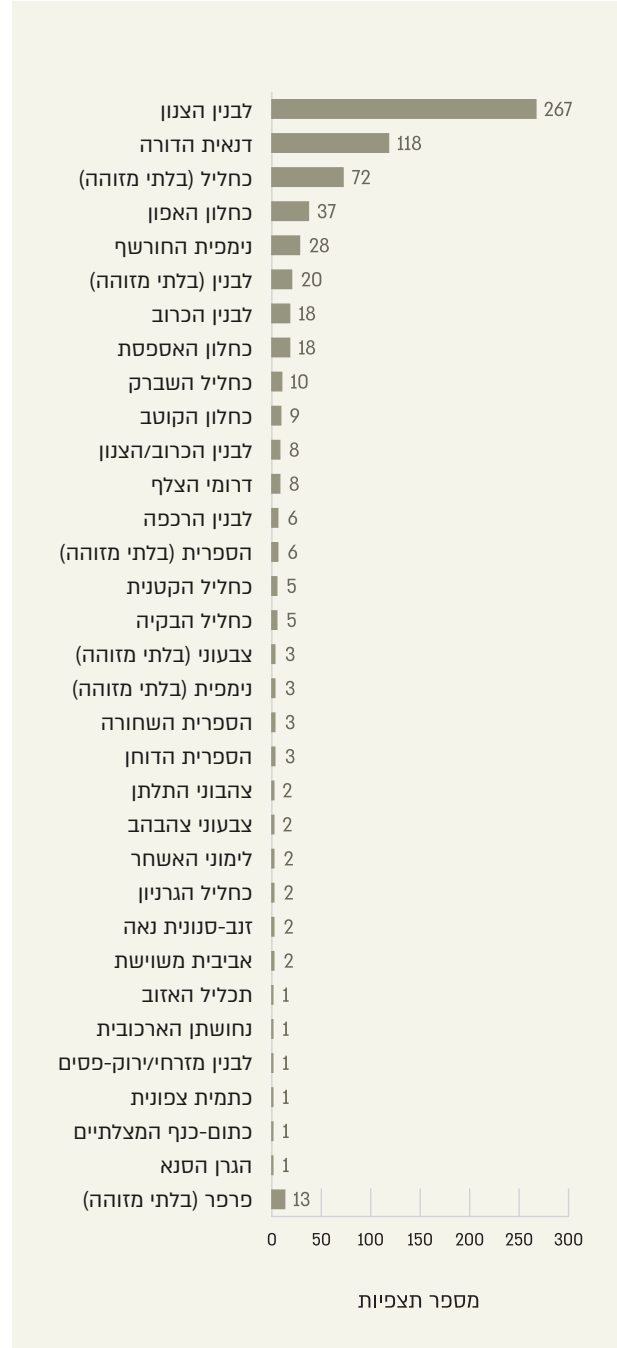 לבנין הצנון 267
דנאית הדורה 118
כחליל (בלתי מזוהה) 72
כחלון האפון 37
נימפית החורשף 28
לבנין (בלתי מזוהה) 20
לבנין הכרוב 18
כחלון האספסת 18
כחליל השברק 10
כחלון הקוטב 9
לבנין הכרוב/הצנון 8
דרומי הצלף 8
לבנין הרכפה 6
הספרית (בלתי מזוהה) 6
כחליל הקטנית 5
כחליל הבקיה 5
צבעוני (בלתי מזוהה) 3
נימפית (בלתי מזוהה) 3
הספרית השחורה 3
הספרית הדוחן 3
צהבוני התלתן 2
צבעוני צהבהב 2
לימוני האשחר 2
כחליל הגרניון 2
זנב-סנונית נאה 2
אביבית משוישת 2
תכליל האזוב 1
נחושתן הארכובית 1
לבנין מזרחי/ירוק-פסים 1
כתמית צפונית 1
כתום-כנף המצלתיים 1
הגרן הסנא 1
פרפר (בלתי מזוהה) 13
0 50 100 150 200 250 300
מספר תצפיות